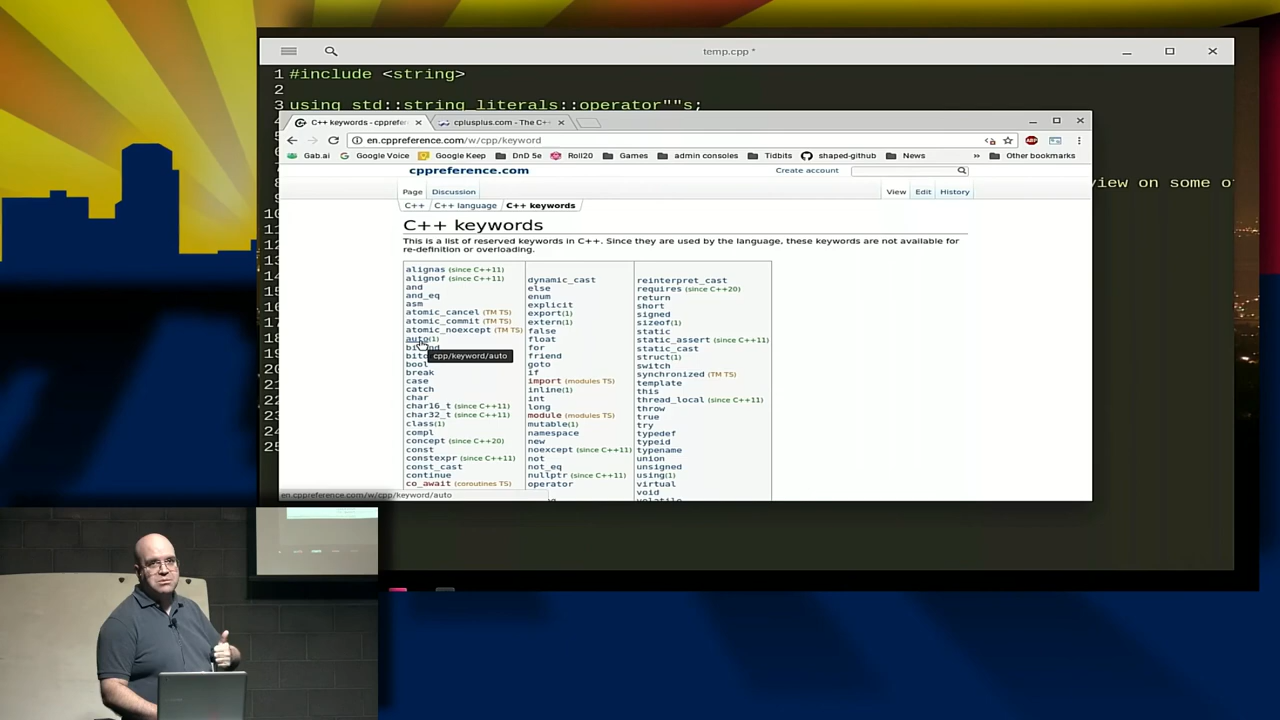 temp.cpp *
1 #include <string>
2
3 using std::string_literals::operator""s;
C++ keywords - cpprefere
cplusplus.com - The C++
en.cppreference.com/w/cpp/keyword
Gab.ai Google Voice Google Keep DnD 5e Roll20 Games admin consoles Tidbits shaped-github News » Other bookmarks
cppreference.com Create account
Page Discussion View Edit History
C++ C++ language C++ keywords
view on some o
C++ keywords
This is a list of reserved keywords in C++. Since they are used by the language, these keywords are not available for
re-definition or overloading.
alignas (since C++11)
alignof (since C++11)
and
and_eq
asm
atomic_cancel (TM TS)
atomic_commit (TM TS)
atomic_noexcept (TM TS)
auto(1)
cpp/keyword/auto
bool
break
case
catch
char
char16_t (since C++11)
char32_t (since C++11)
class(1)
compl
concept (since C++20)
const
constexpr (since C++11)
const_cast
continue
co_await (coroutines TS)
dynamic_cast
else
enum
explicit
export(1)
extern(1)
false
float
for
friend
goto
if
import (modules TS)
inline(1)
int
long
module (modules TS)
mutable(1)
namespace
new
noexcept (since C++11)
not
not_eq
nullptr (since C++11)
operator
reinterpret_cast
requires (since C++20)
return
short
signed
sizeof(1)
static
static_assert (since C++11)
static_cast
struct(1)
switch
synchronized (TM TS)
template
this
thread_local (since C++11)
throw
true
try
typedef
typeid
typename
union
unsigned
using(1)
virtual
void
volatile
en.cppreference.com/w/cpp/keyword/auto